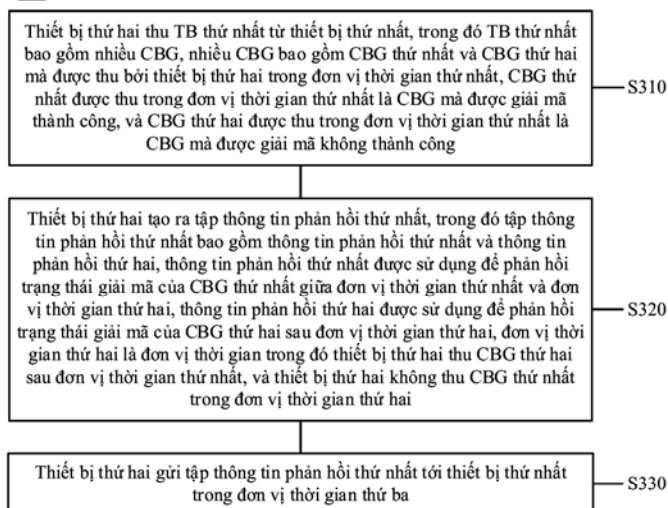 Thiết bị thứ hai thu TB thứ nhất từ thiết bị thứ nhất, trong đó TB thứ nhất
bao gồm nhiều CBG, nhiều CBG bao gồm CBG thứ nhất và CBG thứ hai
mà được thu bởi thiết bị thứ hai trong đơn vị thời gian thứ nhất, CBG thứ
nhất được thu trong đơn vị thời gian thứ nhất là CBG mà được giải mã
thành công, và CBG thứ hai được thu trong đơn vị thời gian thứ nhất là
CBG mà được giải mã không thành công
S310
Thiết bị thứ hai tạo ra tập thông tin phản hồi thứ nhất, trong đó tập thông
tin phản hồi thứ nhất bao gồm thông tin phản hồi thứ nhất và thông tin
phản hồi thứ hai, thông tin phản hồi thứ nhất được sử dụng để phản hồi
trạng thái giải mã của CBG thứ nhất giữa đơn vị thời gian thứ nhất và đơn
vị thời gian thứ hai, thông tin phản hồi thứ hai được sử dụng để phản hồi
trạng thái giải mã của CBG thứ hai sau đơn vị thời gian thứ hai, đơn vị thời
gian thứ hai là đơn vị thời gian trong đó thiết bị thứ hai thu CBG thứ hai
sau đơn vị thời gian thứ nhất, và thiết bị thứ hai không thu CBG thứ nhất
trong đơn vị thời gian thứ hai
S320
Thiết bị thứ hai gửi tập thông tin phản hồi thứ nhất tới thiết bị thứ nhất
trong đơn vị thời gian thứ ba
S330